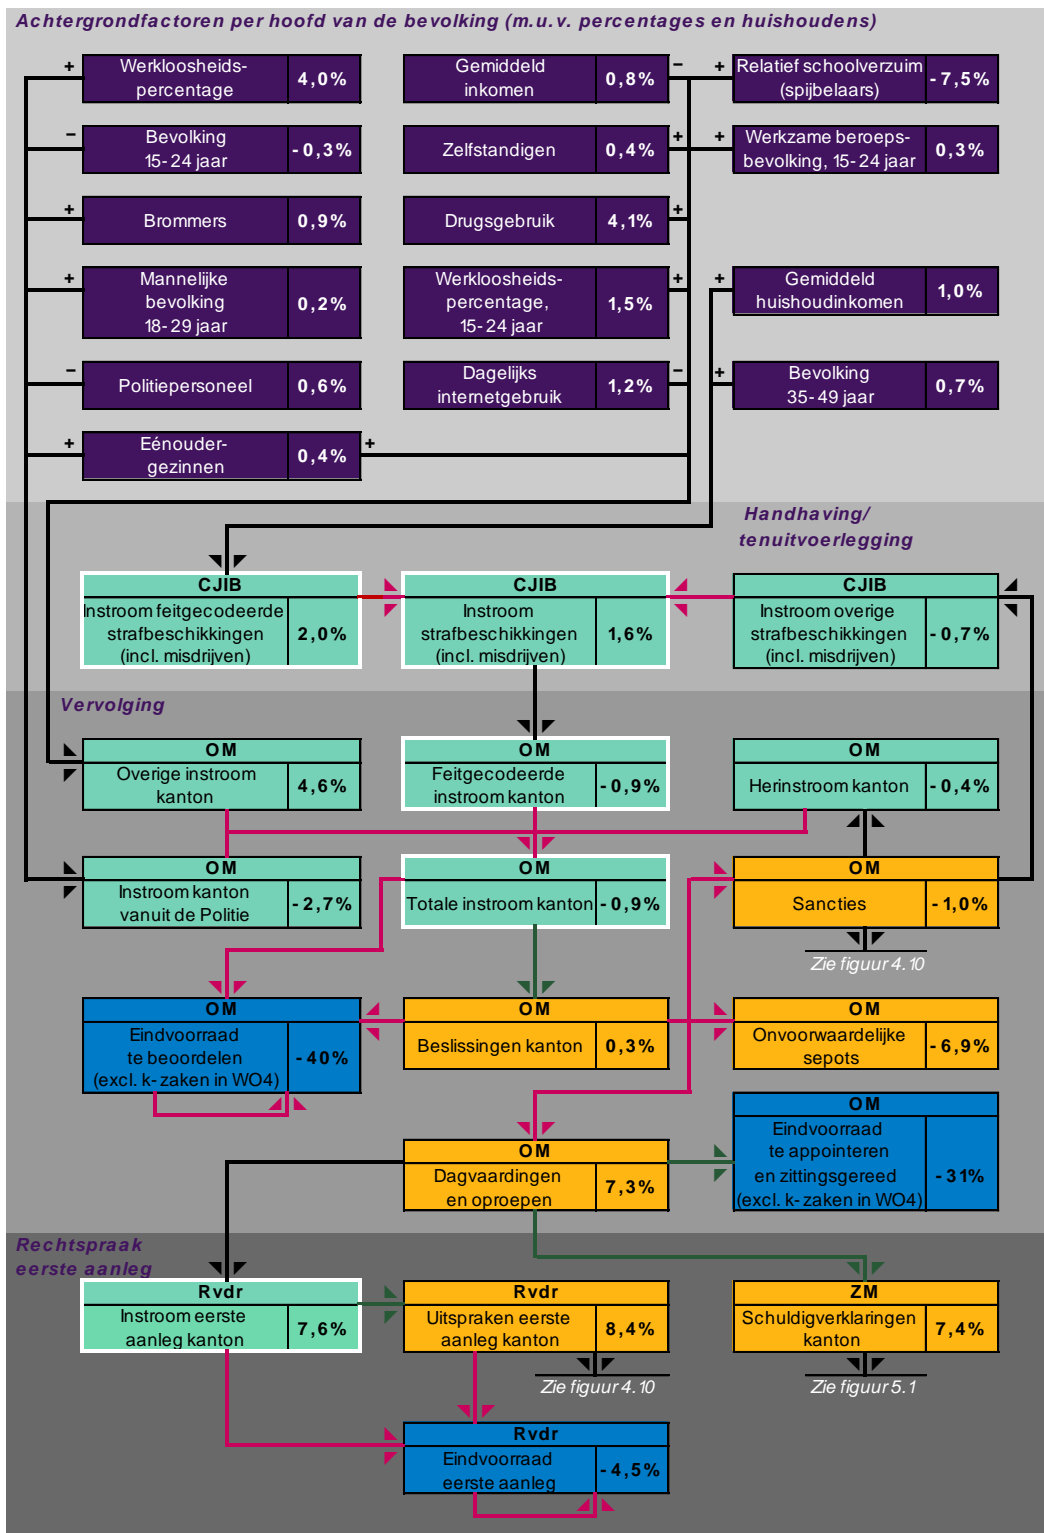 Achtergrondfactoren per hoofd van de bevolking (m.u.v. percentages en huishoudens)
+ Werkloosheids-
percentage
4,0%
Gemiddeld
inkomen
0,8% −
+ Relatief schoolverzuim
(spijbelaars)
-7,5%
− Bevolking
15-24 jaar
-0,3%
Zelfstandigen 0,4% +
+ Werkzame beroeps-
bevolking, 15-24 jaar
0,3%
+ Brommers 0,9%
Drugsgebruik 4,1% +
+ Mannelijke
bevolking
18-29 jaar
0,2%
Werkloosheids-
percentage,
15-24 jaar
1,5% +
+ Gemiddeld
huishoudinkomen
1,0%
− Politiepersoneel 0,6%
Dagelijks
internetgebruik
1,2% −
+ Bevolking
35-49 jaar
0,7%
+ Eénouder-
gezinnen
0,4% +
Handhaving/
tenuitvoerlegging
CJIB
Instroom feitgecodeerde
strafbeschikkingen
(incl. misdrijven)
2,0%
CJIB
Instroom
strafbeschikkingen
(incl. misdrijven)
1,6%
CJIB
Instroom overige
strafbeschikkingen
(incl. misdrijven)
-0,7%
Vervolging
OM
Overige instroom
kanton
4,6%
OM
Feitgecodeerde
instroom kanton
-0,9%
OM
Herinstroom kanton -0,4%
OM
Instroom kanton
vanuit de Politie
-2,7%
OM
Totale instroom kanton -0,9%
OM
Sancties -1,0%
Zie figuur 4.10
OM
Eindvoorraad
te beoordelen
(excl. k-zaken in WO4)
-40%
OM
Beslissingen kanton 0,3%
OM
Onvoorwaardelijke
sepots
-6,9%
OM
Dagvaardingen
en oproepen
7,3%
OM
Eindvoorraad
te appointeren
en zittingsgereed
(excl. k-zaken in WO4)
-31%
Rechtspraak
eerste aanleg
Rvdr
Instroom eerste
aanleg kanton
7,6%
Rvdr
Uitspraken eerste
aanleg kanton
8,4%
Zie figuur 4.10
ZM
Schuldigverklaringen
kanton
7,4%
Zie figuur 5.1
Rvdr
Eindvoorraad
eerste aanleg
-4,5%